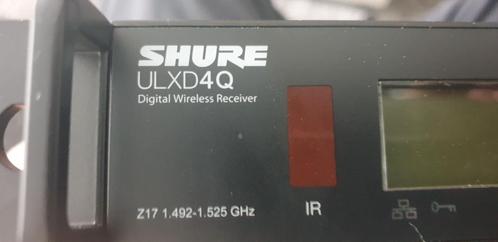 SHURE
ULXD4Q
Digital Wireless Receiver
Z17 1.492-1.525 GHz
IR